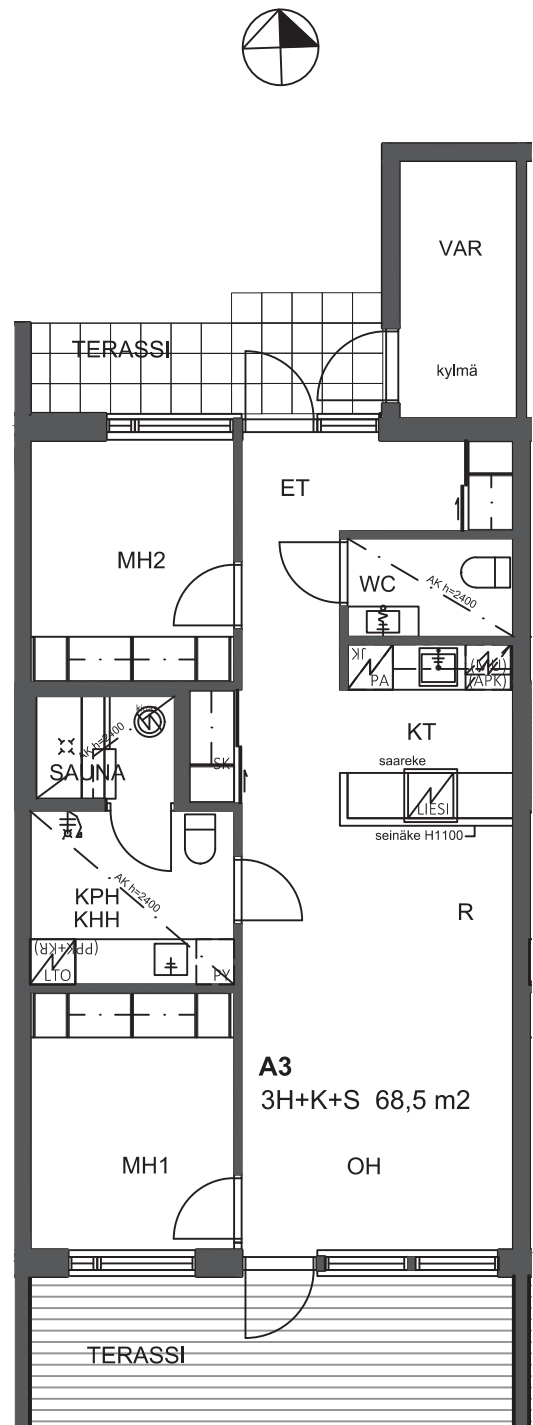 VAR
TERASSI
kylmä
ET
MH2
WC
AK h=2400
JK
PA
(APK)
KT
AK h=2400
SAUNA
SK
saareke
LIESI
seinäke H1100
KPH
KHH
AK h=2400
R
(PPK+KR)
LTO
PY
A3
3H+K+S 68,5 m2
MH1
OH
TERASSI